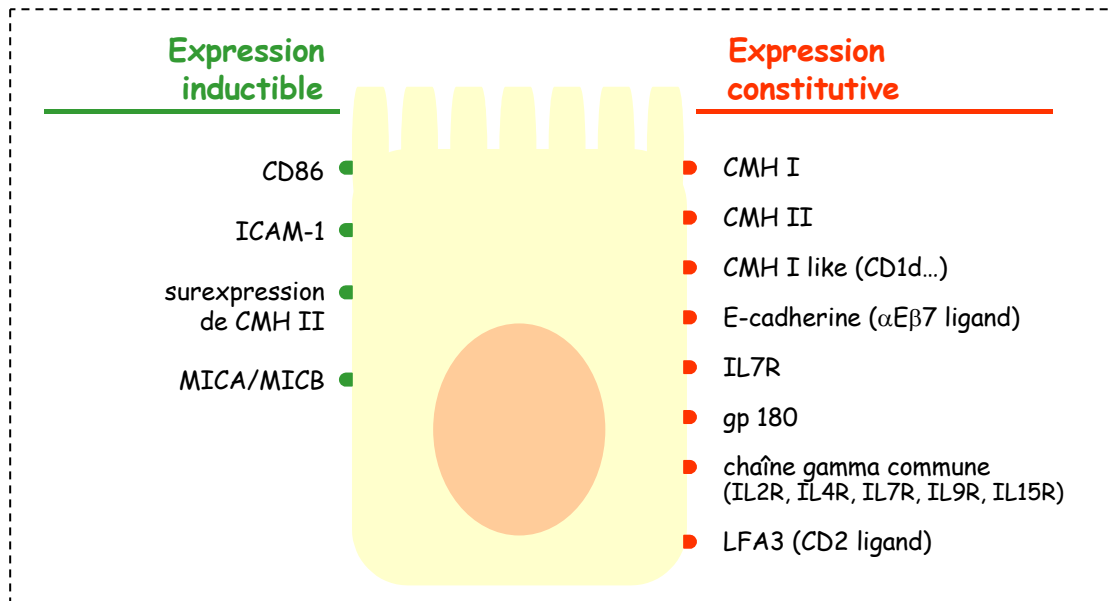 Expression
inductible
CD86
ICAM-1
surexpression
de CMH II
MICA/MICB
Expression
constitutive
CMH I
CMH II
CMH I like (CD1d…)
E-cadherine (αEβ7 ligand)
IL7R
gp 180
chaîne gamma commune
(IL2R, IL4R, IL7R, IL9R, IL15R)
LFA3 (CD2 ligand)